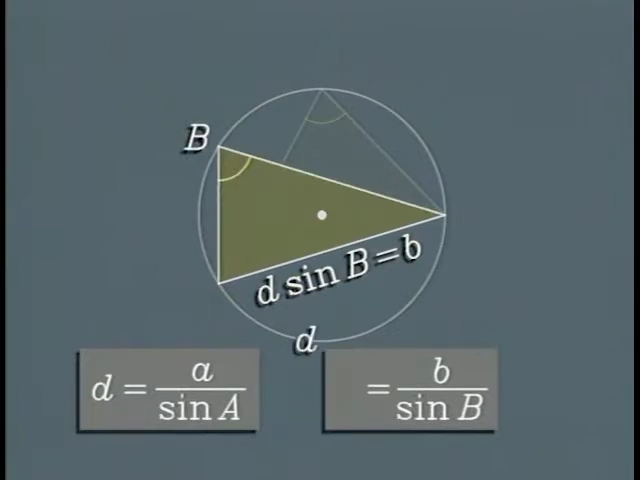 B
d sin B = b
d
d = a / sin A
= b / sin B